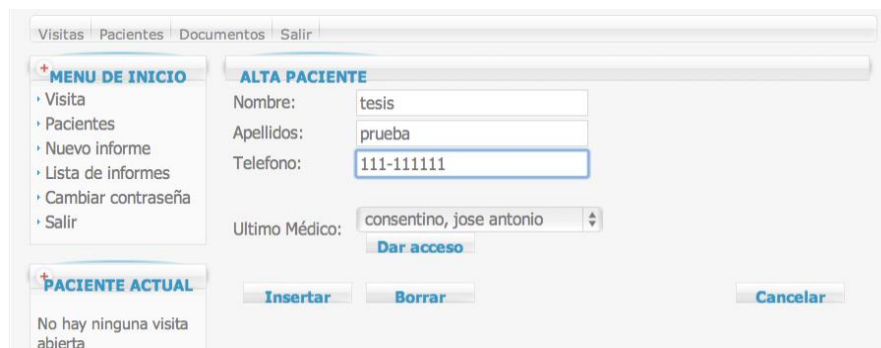 Visitas Pacientes Documentos Salir
MENU DE INICIO
Visita
Pacientes
Nuevo informe
Lista de informes
Cambiar contraseña
Salir
PACIENTE ACTUAL
No hay ninguna visita
abierta
ALTA PACIENTE
Nombre: tesis
Apellidos: prueba
Telefono: 111-111111
Ultimo Médico: consentino, jose antonio
Dar acceso
Insertar Borrar Cancelar